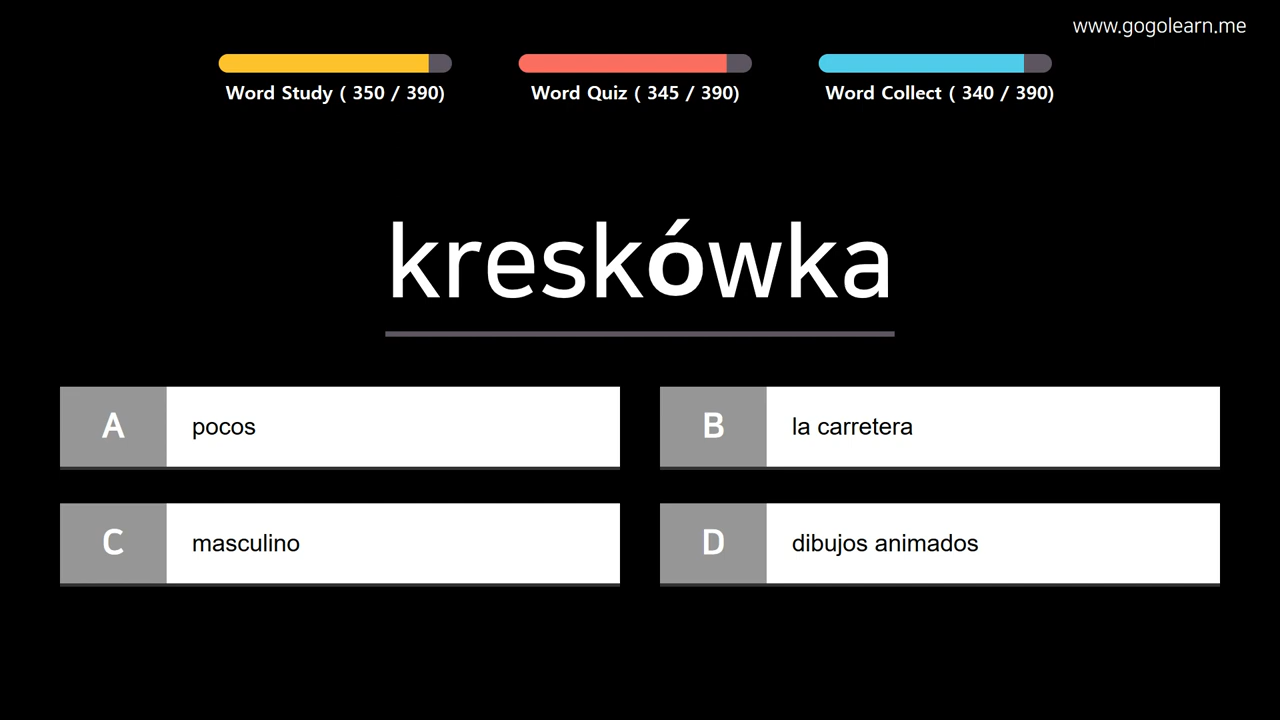 www.gogolearn.me
Word Study ( 350 / 390)
Word Quiz ( 345 / 390)
Word Collect ( 340 / 390)
kreskówka
A pocos
B la carretera
C masculino
D dibujos animados